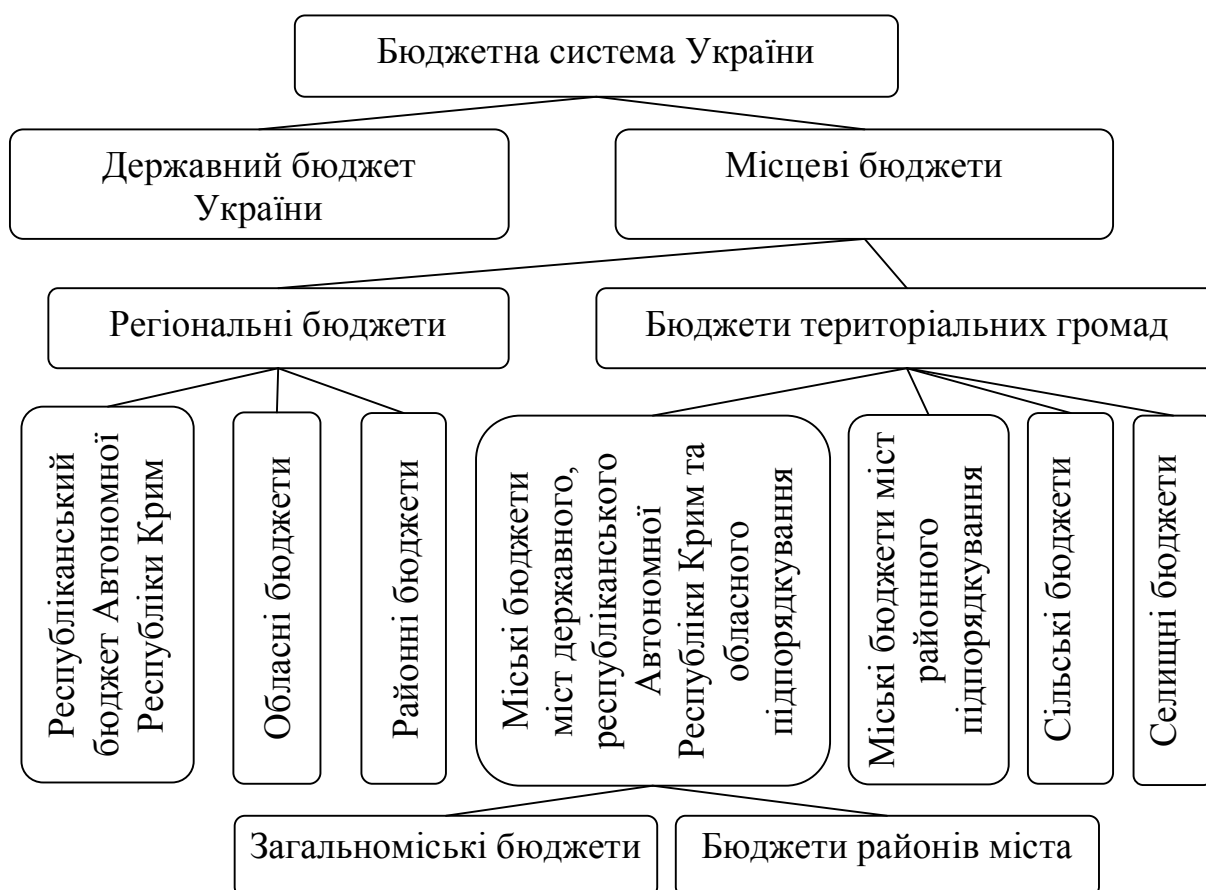 Бюджетна система України
Державний бюджет
України
Місцеві бюджети
Регіональні бюджети
Бюджети територіальних громад
Республіканський
бюджет Автономної
Республіки Крим
Обласні бюджети
Районні бюджети
Міські бюджети
міст державного,
республіканського
Автономної
Республіки Крим та
обласного
підпорядкування
Міські бюджети міст
районного
підпорядкування
Сільські бюджети
Селищні бюджети
Загальноміські бюджети
Бюджети районів міста